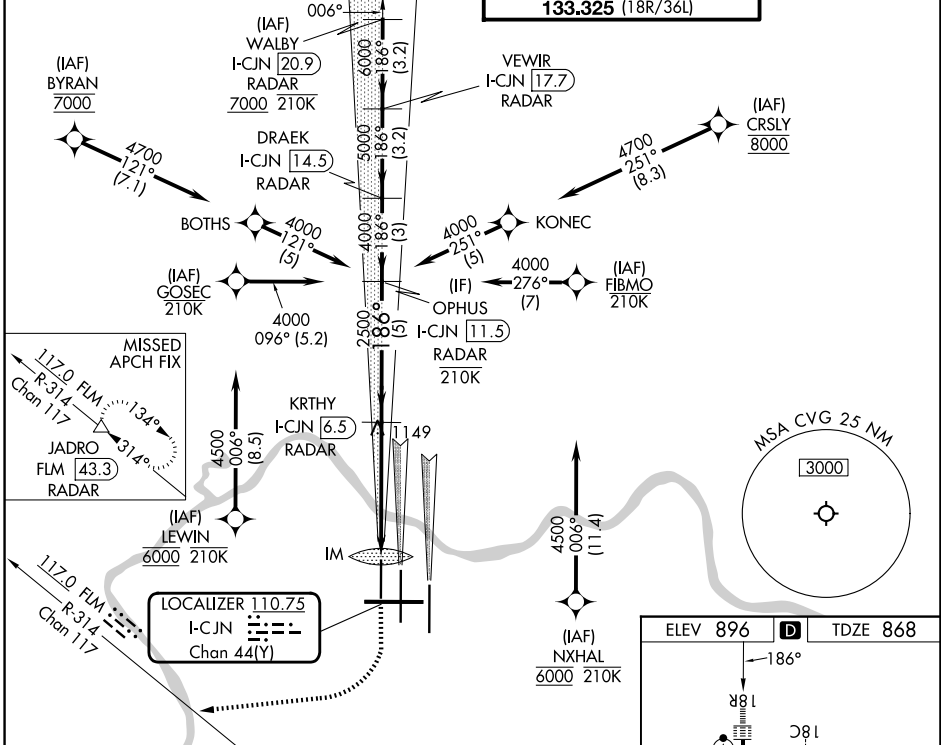 133.325 (18R/36L)
006°
(IAF)
WALBY
I-CJN 20.9
RADAR
7000 210K
6000
186°
(3.2)
VEWIR
I-CJN 17.7
RADAR
(IAF)
BYRAN
7000
4700
121°
(7.1)
DRAEK
I-CJN 14.5
RADAR
5000
186°
(3.2)
(IAF)
CRSLY
8000
4700
251°
(8.3)
BOTHS
4000
121°
(5)
4000
186°
(3)
4000
251°
(5)
KONEC
(IAF)
GOSEC
210K
4000
096° (5.2)
(IF)
OPHUS
I-CJN 11.5
RADAR
210K
4000
276°
(7)
(IAF)
FIBMO
210K
2500
186°
(5)
MISSED
APCH FIX
117.0 FLM
R-314
Chan 117
134°
314°
JADRO
FLM 43.3
RADAR
KRTHY
I-CJN 6.5
RADAR
1149
4500
006°
(8.5)
(IAF)
LEWIN
6000 210K
MSA CVG 25 NM
3000
IM
4500
006°
(11.4)
(IAF)
NXHAL
6000 210K
117.0 FLM
R-314
Chan 117
LOCALIZER 110.75
I-CJN
Chan 44(Y)
ELEV 896 D TDZE 868
186°
18R
18C